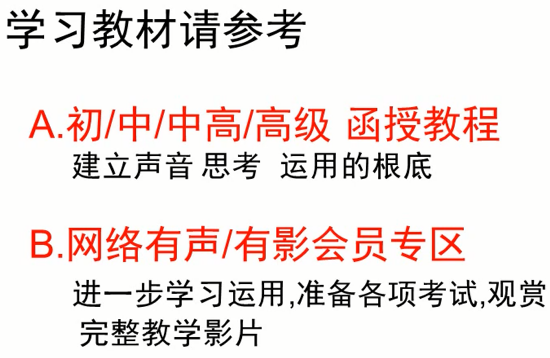 学习教材请参考
A.初/中/中高/高级 函授教程
建立声音 思考 运用的根底
B.网络有声/有影会员专区
进一步学习运用,准备各项考试,观赏
完整教学影片